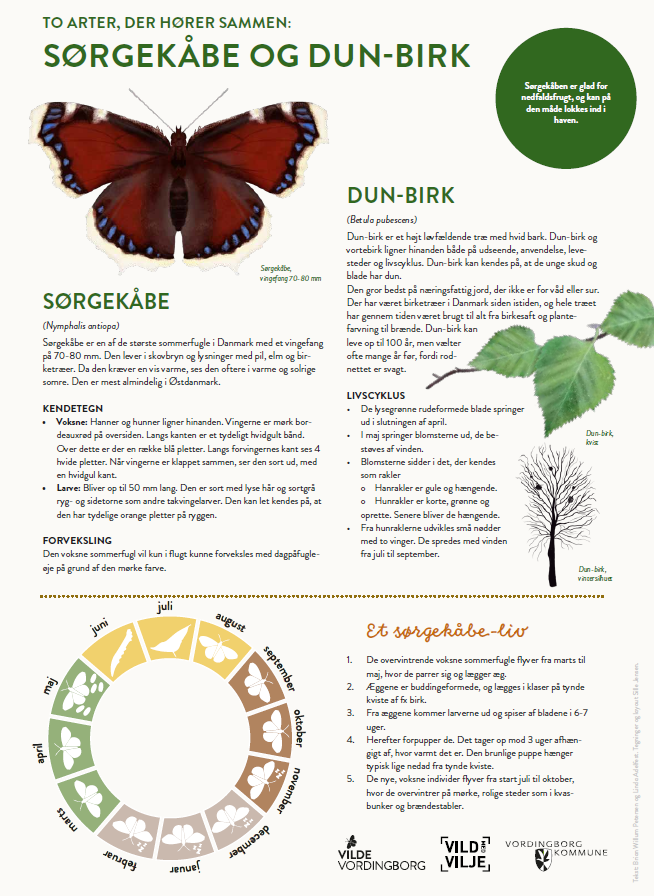 TO ARTER, DER HØRER SAMMEN:
SØRGEKÅBE OG DUN-BIRK
Sørgekåben er glad for
nedfaldsfrugt, og kan på
den måde lokkes ind i
haven.
Sørgekåbe,
vingefang 70-80 mm
SØRGEKÅBE
(Nymphalis antiopa)
Sørgekåbe er en af de største sommerfugle i Danmark med et vingefang
på 70-80 mm. Den lever i skovbryn og lysninger med pil, elm og bir-
ketræer. Da den kræver en vis varme, ses den oftere i varme og solrige
somre. Den er mest almindelig i Østdanmark.
KENDETEGN
• Voksne: Hanner og hunner ligner hinanden. Vingerne er mørk bor-
deauxrød på oversiden. Langs kanten er et tydeligt hvidgult bånd.
Over dette er der en række blå pletter. Langs forvingernes kant ses 4
hvide pletter. Når vingerne er klappet sammen, ser den sort ud, med
en hvidgul kant.
• Larve: Bliver op til 50 mm lang. Den er sort med lyse hår og sortgrå
ryg- og sidetorne som andre takvingelarver. Den kan let kendes på, at
den har tydelige orange pletter på ryggen.
FORVEKSLING
Den voksne sommerfugl vil kun i flugt kunne forveksles med dagpåfugle-
øje på grund af den mørke farve.
DUN-BIRK
(Betula pubescens)
Dun-birk er et højt løvfældende træ med hvid bark. Dun-birk og
vortebirk ligner hinanden både på udseende, anvendelse, leve-
steder og livscyklus. Dun-birk kan kendes på, at de unge skud og
blade har dun.
Den gror bedst på næringsfattig jord, der ikke er for våd eller sur.
Der har været birketræer i Danmark siden istiden, og hele træet
har gennem tiden været brugt til alt fra birkesaft og plante-
farvning til brænde. Dun-birk kan
leve op til 100 år, men vælter
ofte mange år før, fordi rod-
nettet er svagt.
LIVSCYKLUS
• De lysegrønne rudeformede blade springer
ud i slutningen af april.
• I maj springer blomsterne ud, de be-
støves af vinden.
• Blomsterne sidder i det, der kendes
som rakler
o Hanrakler er gule og hængende.
o Hunrakler er korte, grønne og
oprette. Senere bliver de hængende.
• Fra hunraklerne udvikles små nødder
med to vinger. De spredes med vinden
fra juli til september.
Dun-birk,
kvist
Dun-birk,
vintersilhuet
juli
august
september
oktober
november
december
januar
februar
marts
april
maj
juni
Et sørgekåbe-liv
1. De overvintrende voksne sommerfugle flyver fra marts til
maj, hvor de parrer sig og lægger æg.
2. Æggene er buddingeformede, og lægges i klaser på tynde
kviste af fx birk.
3. Fra æggene kommer larverne ud og spiser af bladene i 6-7
uger.
4. Herefter forpupper de. Det tager op mod 3 uger afhæn-
gigt af, hvor varmt det er. Den brunlige puppe hænger
typisk lige nedad fra tynde kviste.
5. De nye, voksne individer flyver fra start juli til oktober,
hvor de overvintrer på mørke, rolige steder som i kvas-
bunker og brændestabler.
VILDE
VORDINGBORG
VILD
MED
VILJE
VORDINGBORG
KOMMUNE
Tekst: Brian William Petersen og Linda Adelfest. Tegninger og layout: Sille Jensen.